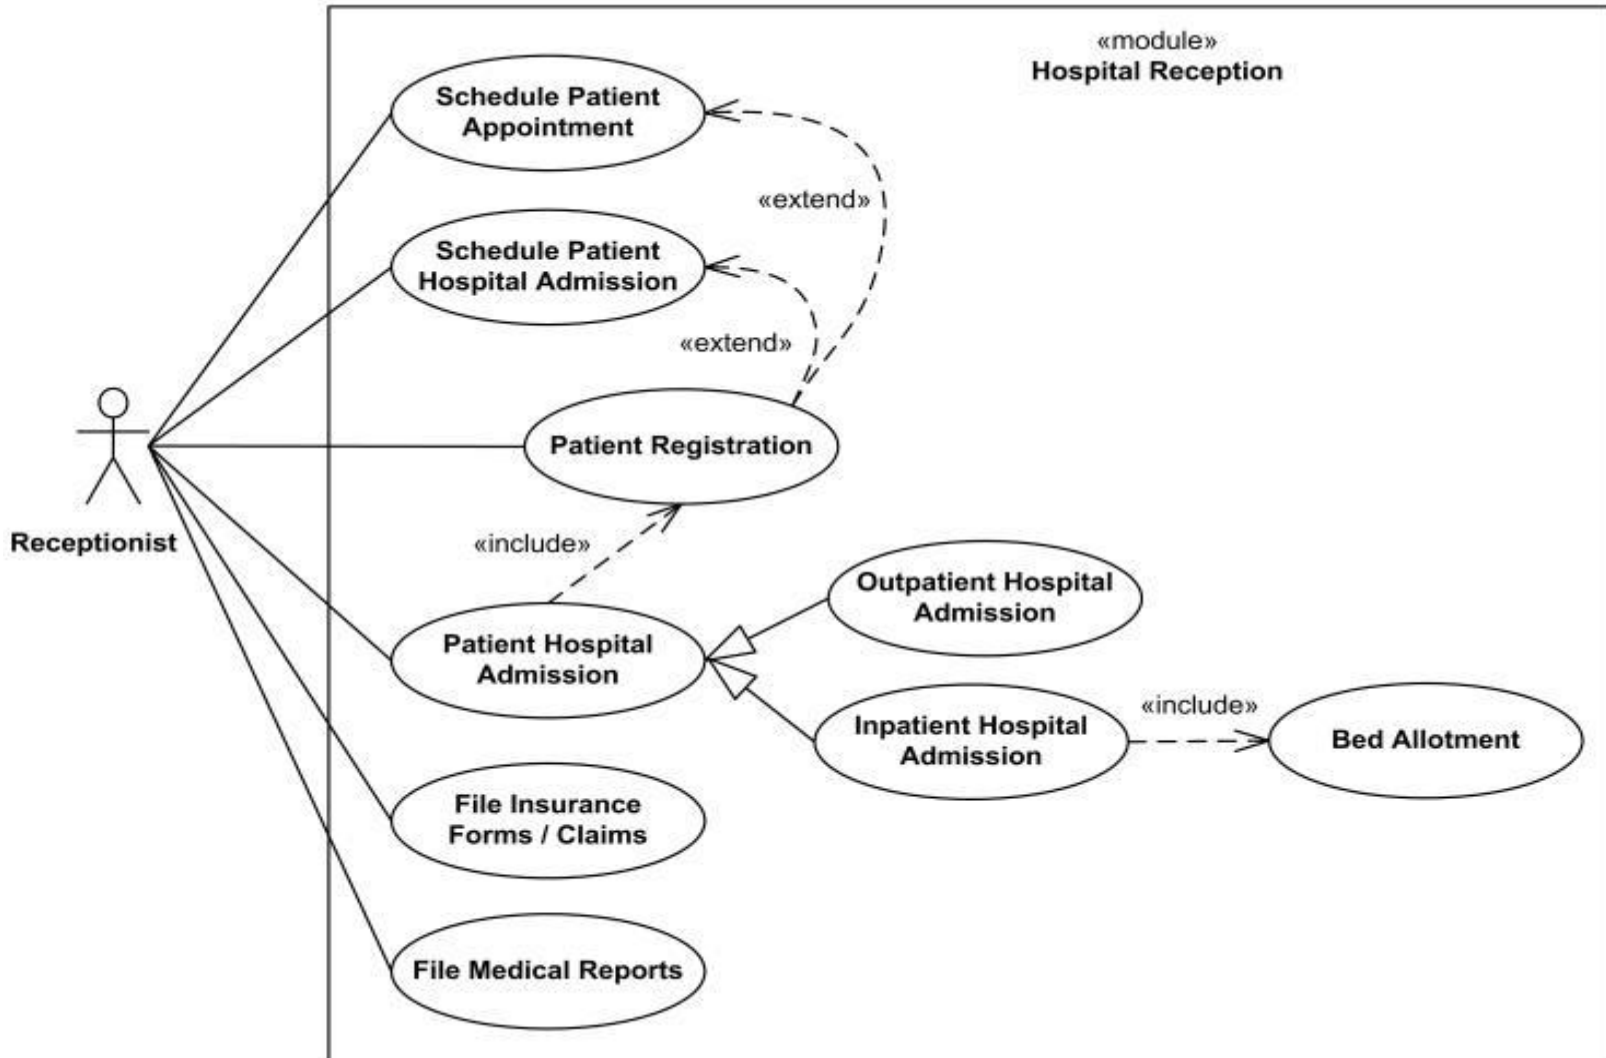 «module»
Hospital Reception
Schedule Patient
Appointment
«extend»
Schedule Patient
Hospital Admission
«extend»
Patient Registration
Receptionist
«include»
Outpatient Hospital
Admission
Patient Hospital
Admission
Inpatient Hospital
Admission
«include»
Bed Allotment
File Insurance
Forms / Claims
File Medical Reports